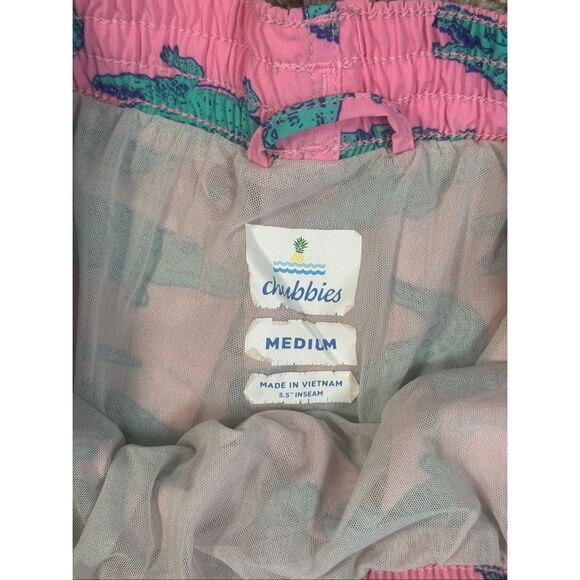 chubbies
MEDIUM
MADE IN VIETNAM
5.5" INSEAM